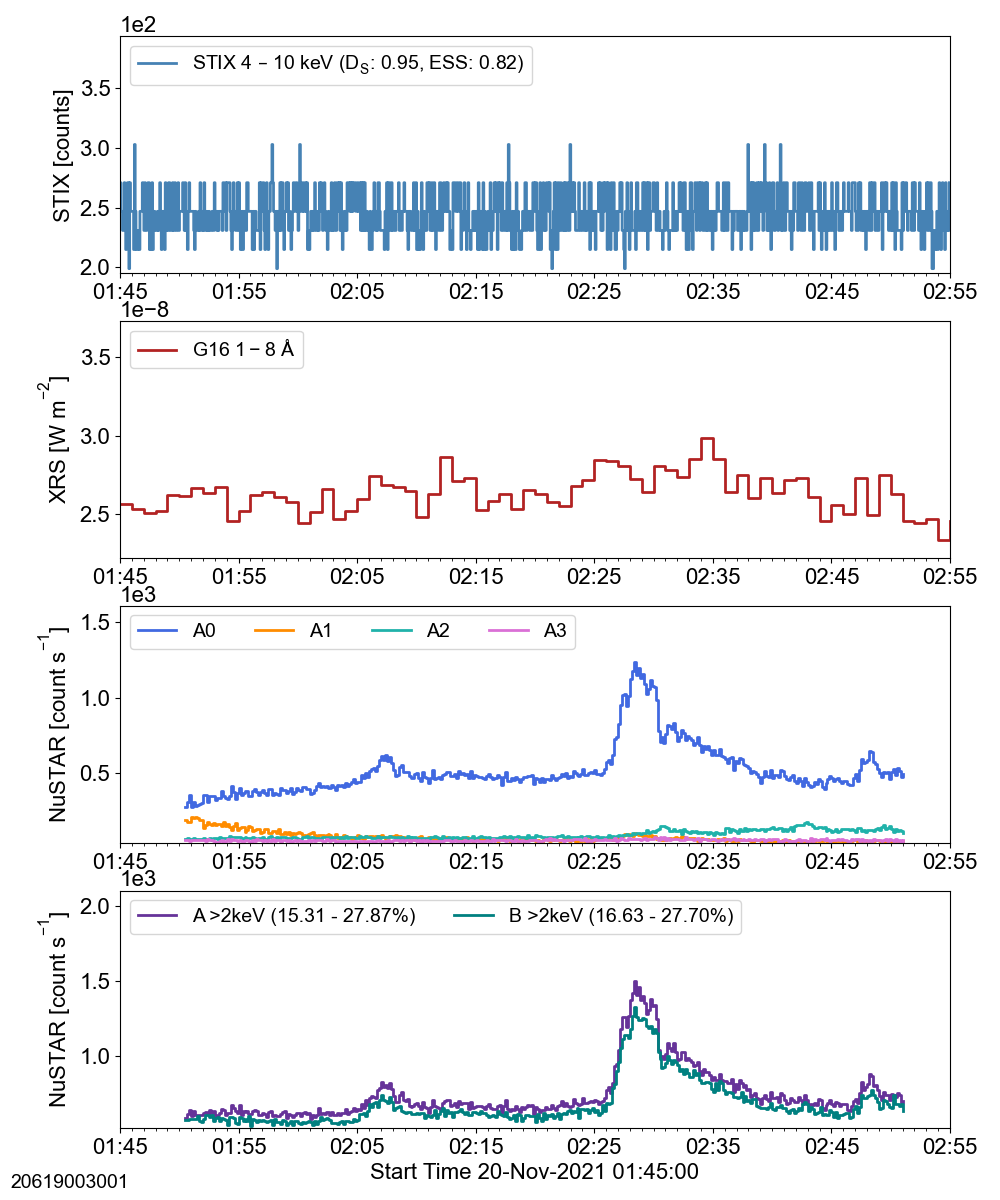 1e2
STIX 4 – 10 keV (DS: 0.95, ESS: 0.82)
STIX [counts]
3.5
3.0
2.5
2.0
01:45 01:55 02:05 02:15 02:25 02:35 02:45 02:55
1e−8
G16 1 – 8 Å
XRS [W m−2]
3.5
3.0
2.5
01:45 01:55 02:05 02:15 02:25 02:35 02:45 02:55
1e3
A0 A1 A2 A3
NuSTAR [count s−1]
1.5
1.0
0.5
01:45 01:55 02:05 02:15 02:25 02:35 02:45 02:55
1e3
A >2keV (15.31 - 27.87%) B >2keV (16.63 - 27.70%)
NuSTAR [count s−1]
2.0
1.5
1.0
01:45 01:55 02:05 02:15 02:25 02:35 02:45 02:55
Start Time 20-Nov-2021 01:45:00
20619003001